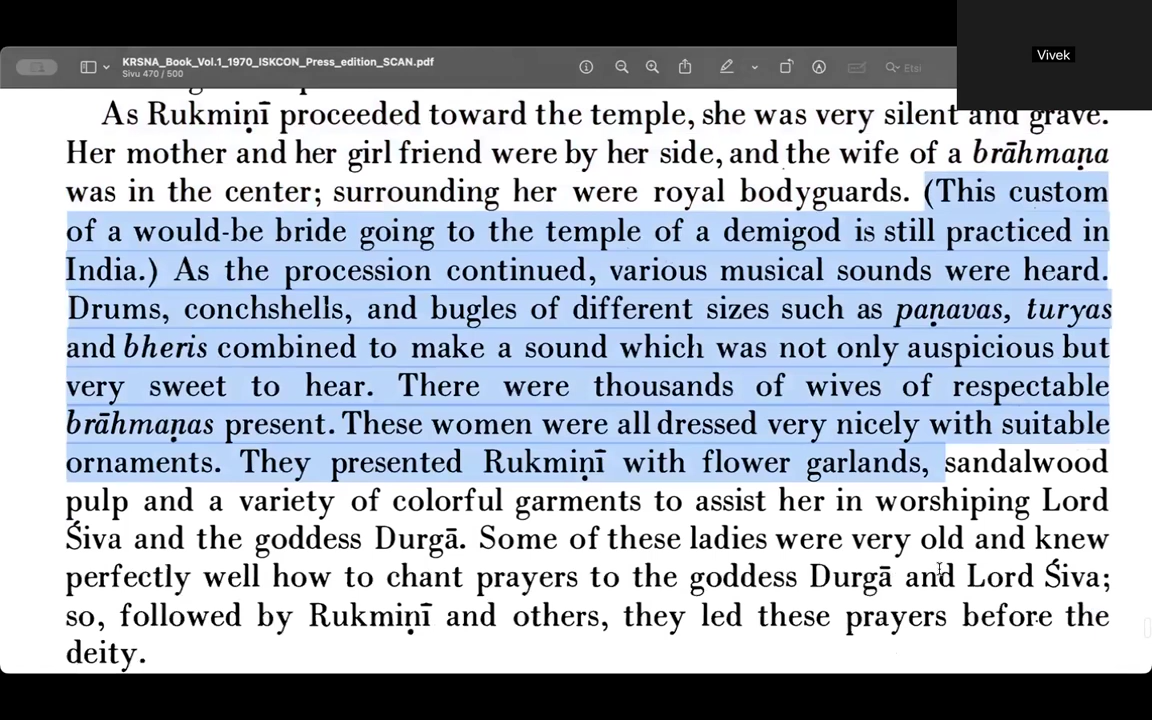 KRSNA_Book_Vol.1_1970_ISKCON_Press_edition_SCAN.pdf
Sivu 470 / 500
Etsi
Vivek
As Rukmiṇī proceeded toward the temple, she was very silent and grave.
Her mother and her girl friend were by her side, and the wife of a brāhmaṇa
was in the center; surrounding her were royal bodyguards. (This custom
of a would-be bride going to the temple of a demigod is still practiced in
India.) As the procession continued, various musical sounds were heard.
Drums, conchshells, and bugles of different sizes such as paṇavas, turyas
and bheris combined to make a sound which was not only auspicious but
very sweet to hear. There were thousands of wives of respectable
brāhmaṇas present. These women were all dressed very nicely with suitable
ornaments. They presented Rukmiṇī with flower garlands, sandalwood
pulp and a variety of colorful garments to assist her in worshiping Lord
Śiva and the goddess Durgā. Some of these ladies were very old and knew
perfectly well how to chant prayers to the goddess Durgā and Lord Śiva;
so, followed by Rukmiṇī and others, they led these prayers before the
deity.